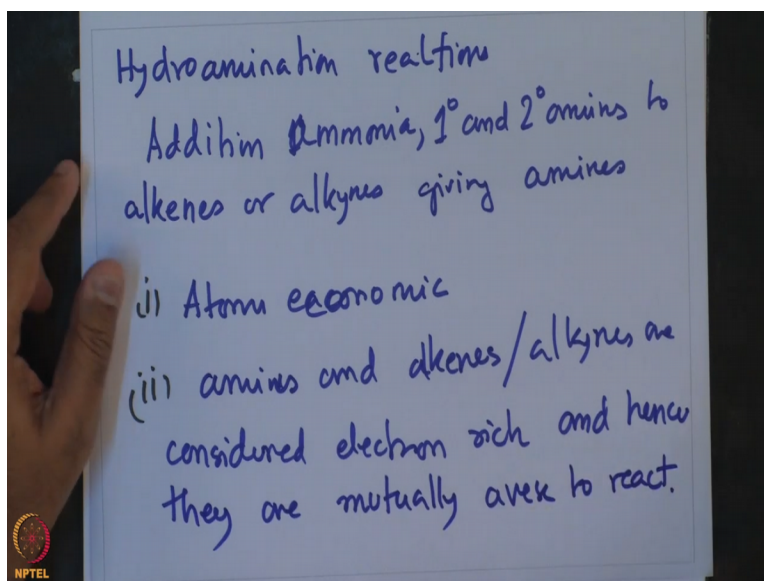 Hydroamination reactions
Addition Ammonia, 1° and 2° amins to
alkenes or alkynes giving amines
(i) Atom economic
(ii) amines and alkenes/alkynes are
considered electron rich and hence
they are mutually averse to react.
NPTEL